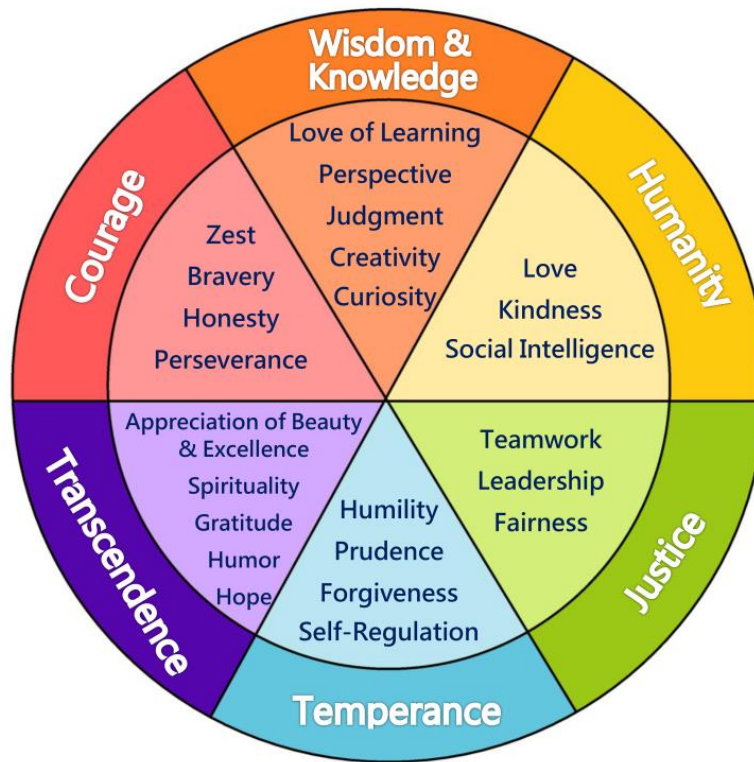 Wisdom &
Knowledge
Love of Learning
Perspective
Judgment
Creativity
Curiosity
Humanity
Love
Kindness
Social Intelligence
Justice
Teamwork
Leadership
Fairness
Temperance
Humility
Prudence
Forgiveness
Self-Regulation
Transcendence
Appreciation of Beauty
& Excellence
Spirituality
Gratitude
Humor
Hope
Courage
Zest
Bravery
Honesty
Perseverance